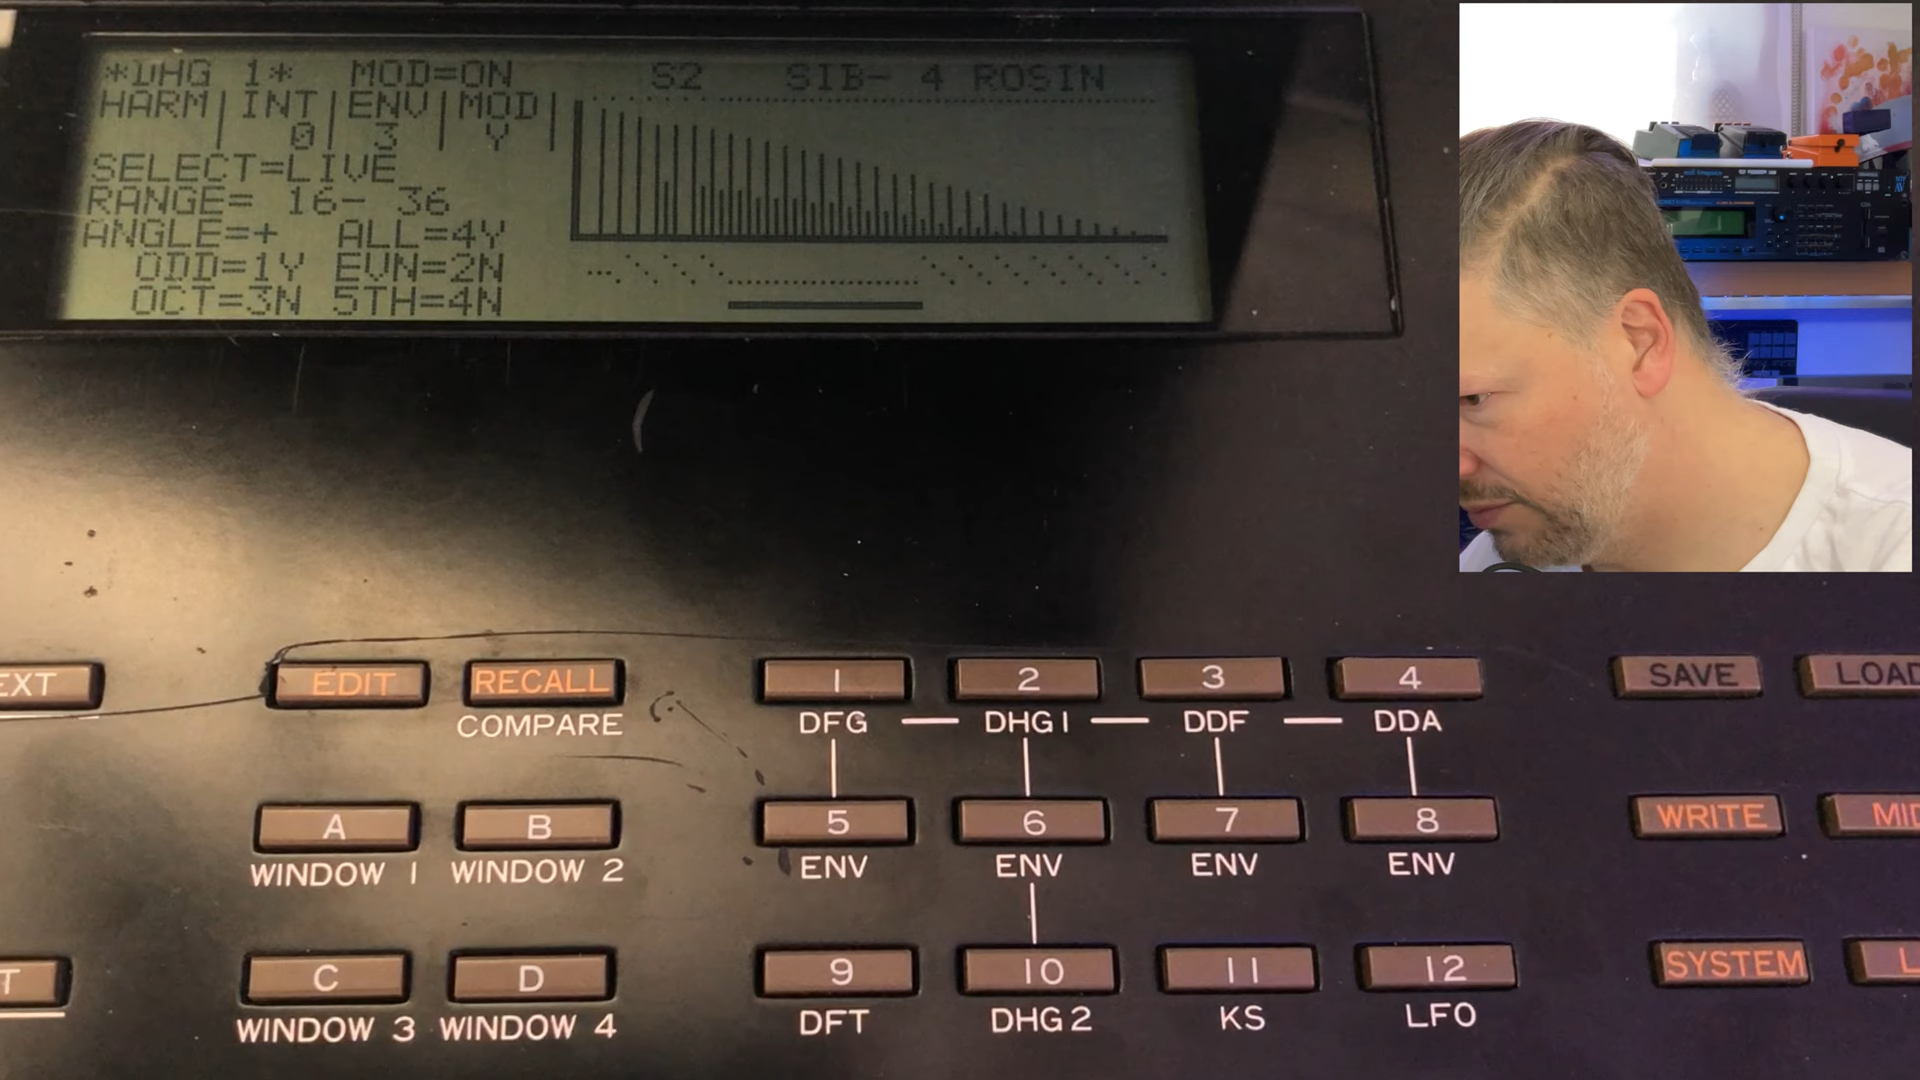 *DHG 1* MOD=ON S2 SIB- 4 ROSIN
HARM| INT|ENV|MOD|
| 0| 3| Y |
SELECT=LIVE
RANGE= 16- 36
ANGLE=+ ALL=4Y
ODD=1Y EVN=2N
OCT=3N 5TH=4N
EXT EDIT RECALL 1 2 3 4 SAVE LOAD
COMPARE DFG DHG1 DDF DDA
A B 5 6 7 8 WRITE MID
WINDOW 1 WINDOW 2 ENV ENV ENV ENV
T C D 9 10 11 12 SYSTEM L
WINDOW 3 WINDOW 4 DFT DHG2 KS LFO